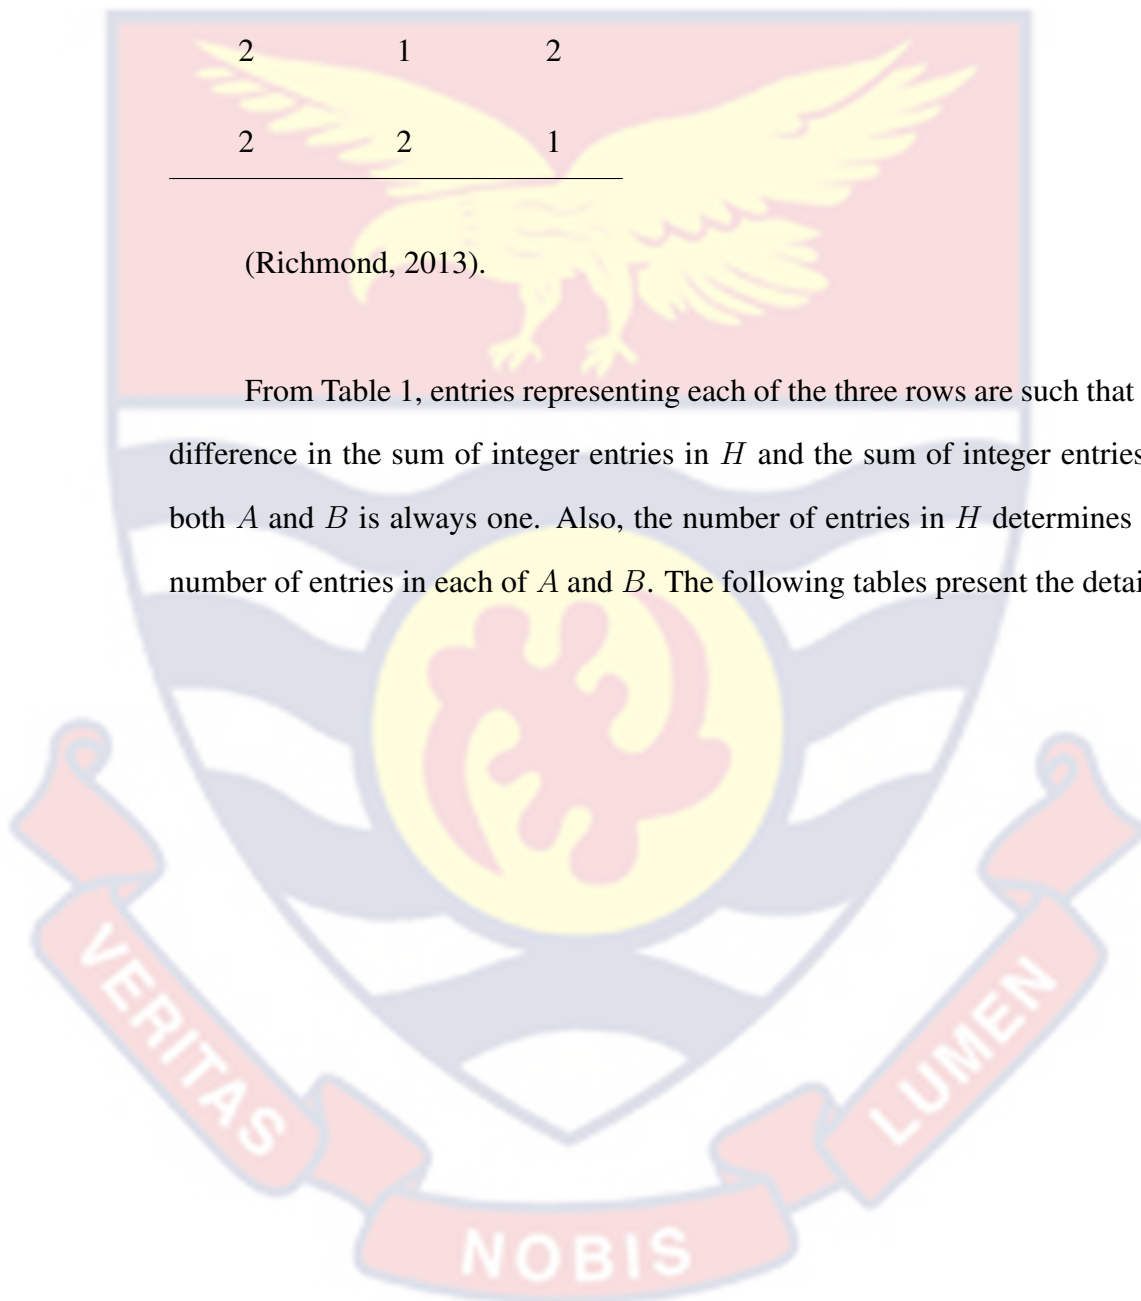 2 1 2
2 2 1
(Richmond, 2013).
From Table 1, entries representing each of the three rows are such that
difference in the sum of integer entries in H and the sum of integer entries
both A and B is always one. Also, the number of entries in H determines
number of entries in each of A and B. The following tables present the detai
VERITAS
NOBIS
LUMEN